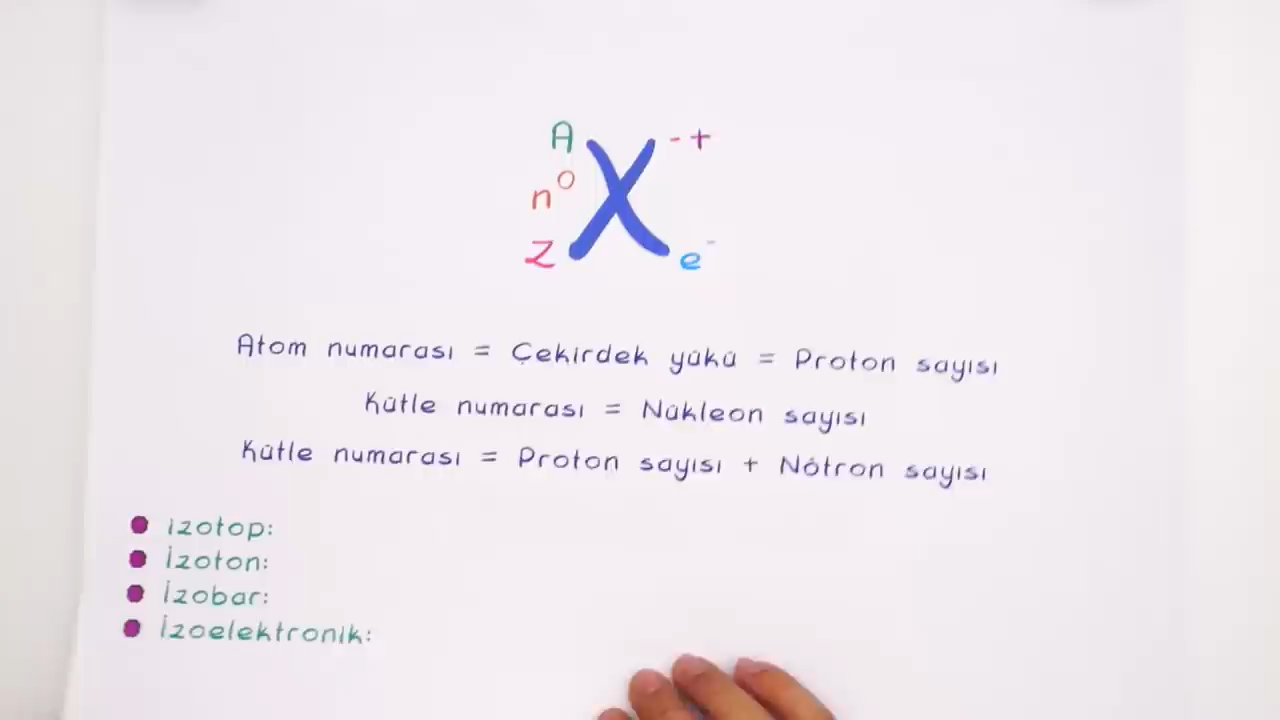 A X - +
n⁰
Z e⁻
Atom numarası = Çekirdek yükü = Proton sayısı
Kütle numarası = Nükleon sayısı
Kütle numarası = Proton sayısı + Nötron sayısı
İzotop:
İzoton:
İzobar:
İzoelektronik: